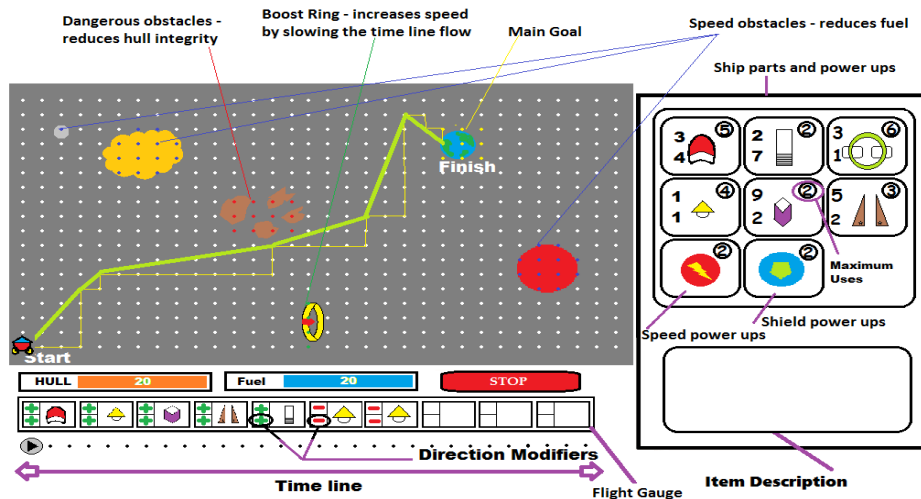 Dangerous obstacles -
reduces hull integrity
Boost Ring - increases speed
by slowing the time line flow
Main Goal
Speed obstacles - reduces fuel
Ship parts and power ups
Finish
Start
3
4
5
2
7
2
3
1
6
1
1
4
9
2
2
5
2
3
2
2
Maximum
Uses
Speed power ups
Shield power ups
HULL
20
Fuel
20
STOP
Direction Modifiers
Time line
Flight Gauge
Item Description